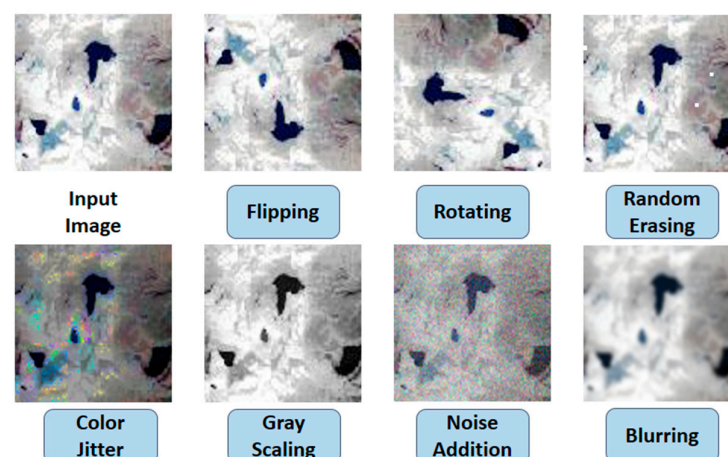 Input
Image
Flipping
Rotating
Random
Erasing
Color
Jitter
Gray
Scaling
Noise
Addition
Blurring